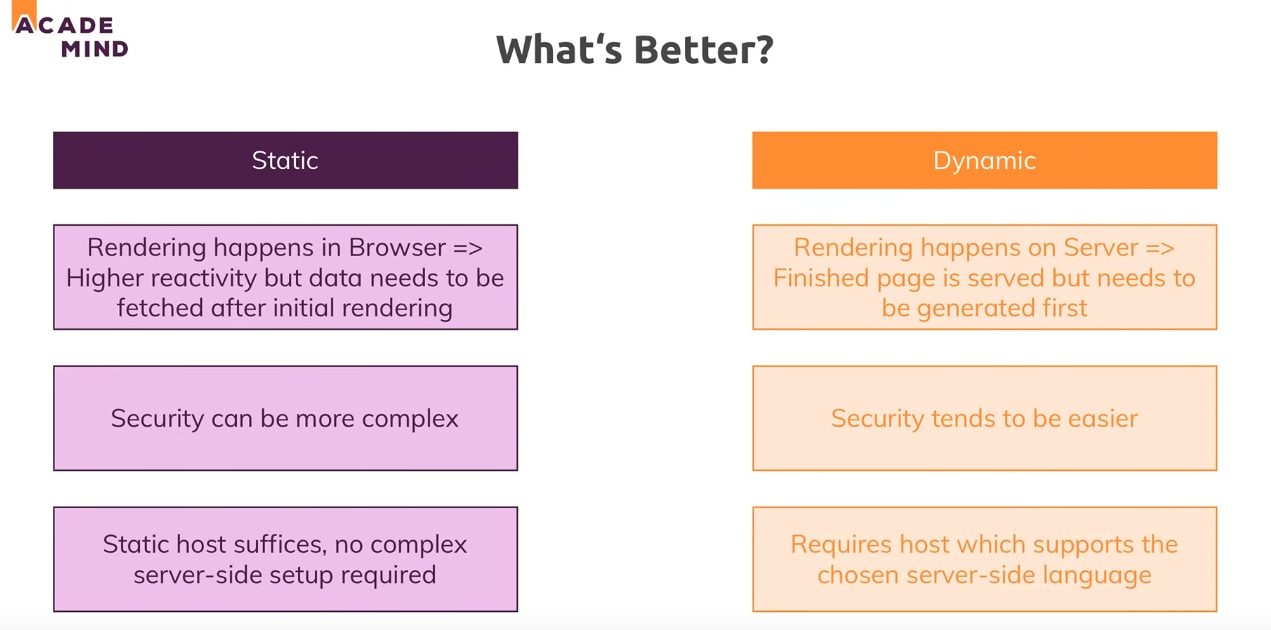 ACADE
MIND
What‘s Better?
Static
Dynamic
Rendering happens in Browser =>
Higher reactivity but data needs to be
fetched after initial rendering
Rendering happens on Server =>
Finished page is served but needs to
be generated first
Security can be more complex
Security tends to be easier
Static host suffices, no complex
server-side setup required
Requires host which supports the
chosen server-side language